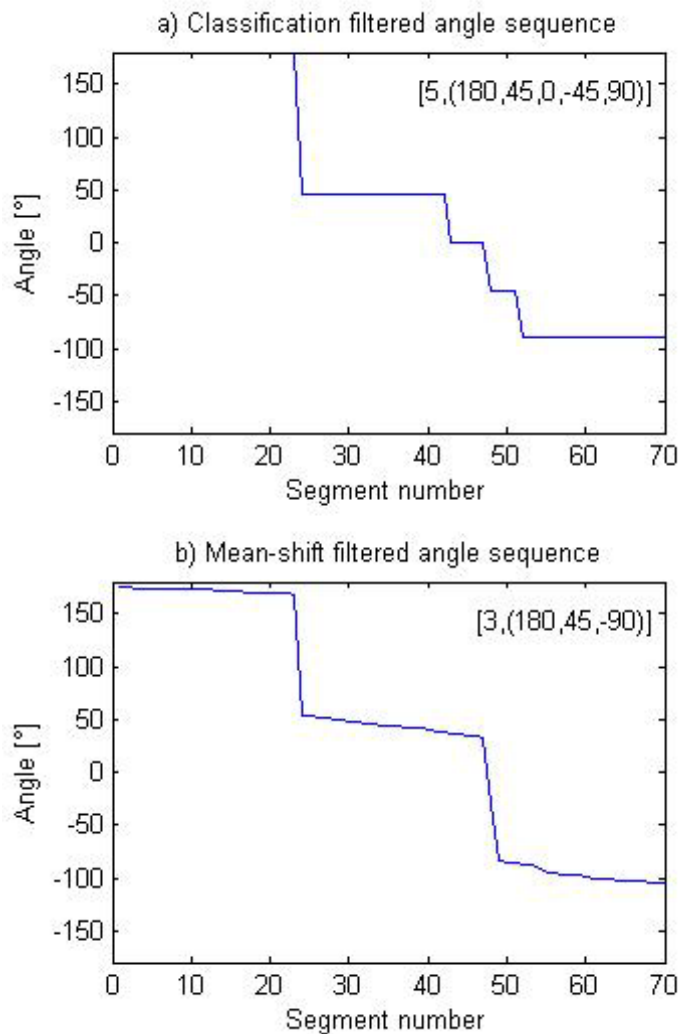 a) Classification filtered angle sequence
[5,(180,45,0,-45,90)]
Angle [°]
150
100
50
0
-50
-100
-150
0 10 20 30 40 50 60 70
Segment number
b) Mean-shift filtered angle sequence
[3,(180,45,-90)]
Angle [°]
150
100
50
0
-50
-100
-150
0 10 20 30 40 50 60 70
Segment number